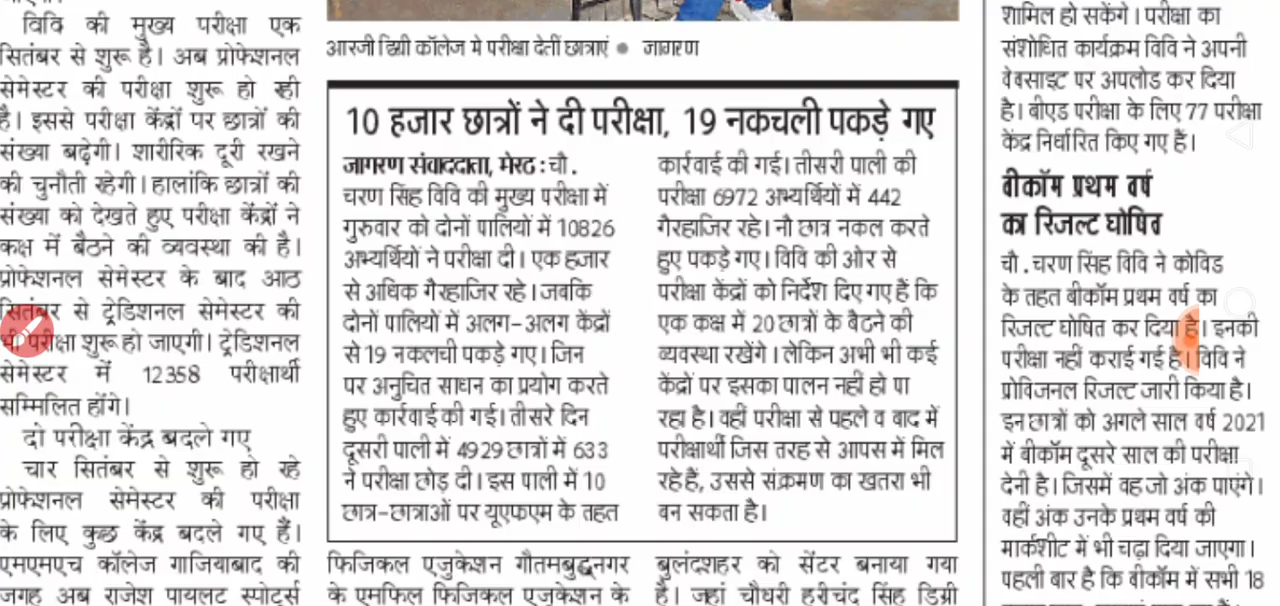 विवि की मुख्य परीक्षा एक
सितंबर से शुरू है। अब प्रोफेशनल
सेमेस्टर की परीक्षा शुरू हो रही
है। इससे परीक्षा केंद्रों पर छात्रों की
संख्या बढ़ेगी। शारीरिक दूरी रखने
की चुनौती रहेगी। हालांकि छात्रों की
संख्या को देखते हुए परीक्षा केंद्रों ने
कक्ष में बैठने की व्यवस्था की है।
प्रोफेशनल सेमेस्टर के बाद आठ
सितंबर से ट्रेडिशनल सेमेस्टर की
भी परीक्षा शुरू हो जाएगी। ट्रेडिशनल
सेमेस्टर में 12358 परीक्षार्थी
सम्मिलित होंगे।
दो परीक्षा केंद्र बदले गए
चार सितंबर से शुरू हो रहे
प्रोफेशनल सेमेस्टर की परीक्षा
के लिए कुछ केंद्र बदले गए हैं।
एमएमएच कॉलेज गाजियाबाद की
जगह अब राजेश पायलट स्पोर्ट्स
आरजी डिग्री कॉलेज मे परीक्षा देतीं छात्राएं ● जागरण
10 हजार छात्रों ने दी परीक्षा, 19 नकचली पकड़े गए
जागरण संवाददाता, मेरठ : चौ.
चरण सिंह विवि की मुख्य परीक्षा में
गुरुवार को दोनों पालियों में 10826
अभ्यर्थियों ने परीक्षा दी। एक हजार
से अधिक गैरहाजिर रहे। जबकि
दोनों पालियों में अलग-अलग केंद्रों
से 19 नकलची पकड़े गए। जिन
पर अनुचित साधन का प्रयोग करते
हुए कार्रवाई की गई। तीसरे दिन
दूसरी पाली में 4929 छात्रों में 633
ने परीक्षा छोड़ दी। इस पाली में 10
छात्र-छात्राओं पर यूएफएम के तहत
कार्रवाई की गई। तीसरी पाली की
परीक्षा 6972 अभ्यर्थियों में 442
गैरहाजिर रहे। नौ छात्र नकल करते
हुए पकड़े गए। विवि की ओर से
परीक्षा केंद्रों को निर्देश दिए गए हैं कि
एक कक्ष में 20 छात्रों के बैठने की
व्यवस्था रखेंगे। लेकिन अभी भी कई
केंद्रों पर इसका पालन नहीं हो पा
रहा है। वहीं परीक्षा से पहले व बाद में
परीक्षार्थी जिस तरह से आपस में मिल
रहे हैं, उससे संक्रमण का खतरा भी
बन सकता है।
फिजिकल एजुकेशन गौतमबुद्धनगर
के एमफिल फिजिकल एजुकेशन के
बुलंदशहर को सेंटर बनाया गया
है। जहां चौधरी हरीचंद सिंह डिग्री
शामिल हो सकेंगे। परीक्षा का
संशोधित कार्यक्रम विवि ने अपनी
वेबसाइट पर अपलोड कर दिया
है। बीएड परीक्षा के लिए 77 परीक्षा
केंद्र निर्धारित किए गए हैं।
बीकॉम प्रथम वर्ष
का रिजल्ट घोषित
चौ. चरण सिंह विवि ने कोविड
के तहत बीकॉम प्रथम वर्ष का
रिजल्ट घोषित कर दिया है। इनकी
परीक्षा नहीं कराई गई है। विवि ने
प्रोविजनल रिजल्ट जारी किया है।
इन छात्रों को अगले साल वर्ष 2021
में बीकॉम दूसरे साल की परीक्षा
देनी है। जिसमें वह जो अंक पाएंगे।
वहीं अंक उनके प्रथम वर्ष की
मार्कशीट में भी चढ़ा दिया जाएगा।
पहली बार है कि बीकॉम में सभी 18